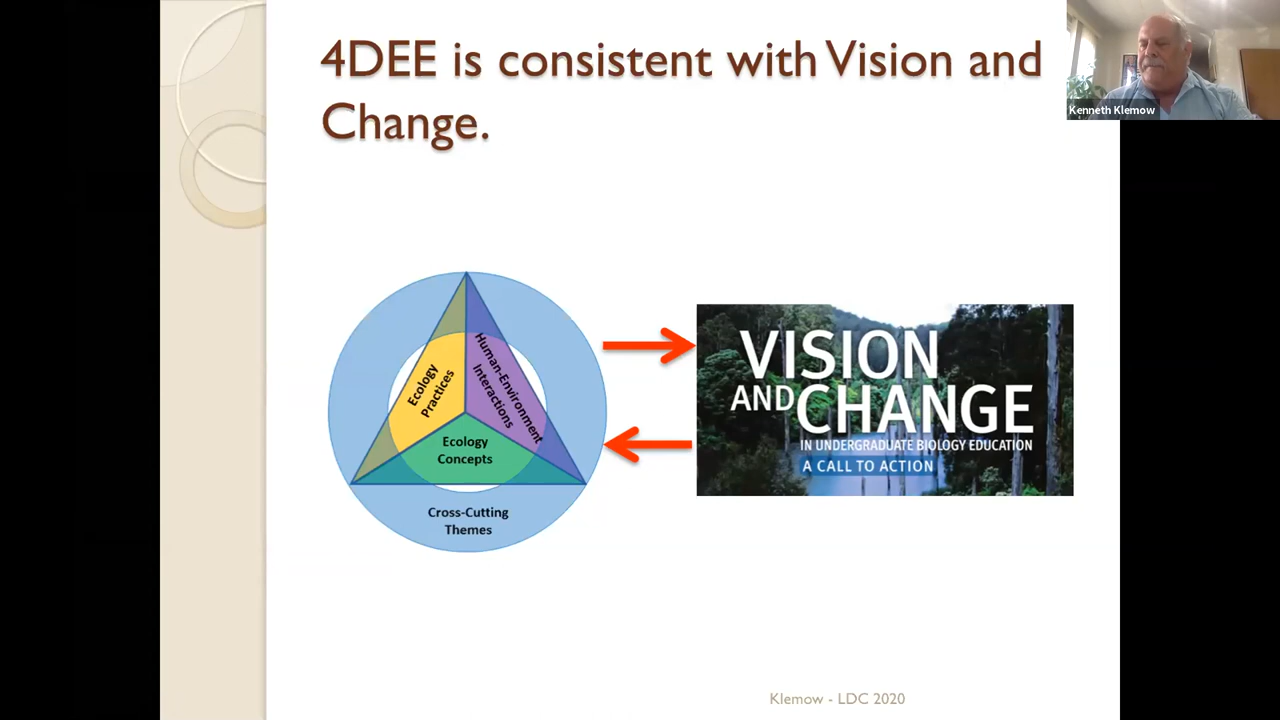 4DEE is consistent with Vision and
Change.
Kenneth Klemow
Ecology
Practices
Human-Environment
Interactions
Ecology
Concepts
Cross-Cutting
Themes
VISION
AND CHANGE
IN UNDERGRADUATE BIOLOGY EDUCATION
A CALL TO ACTION
Klemow - LDC 2020